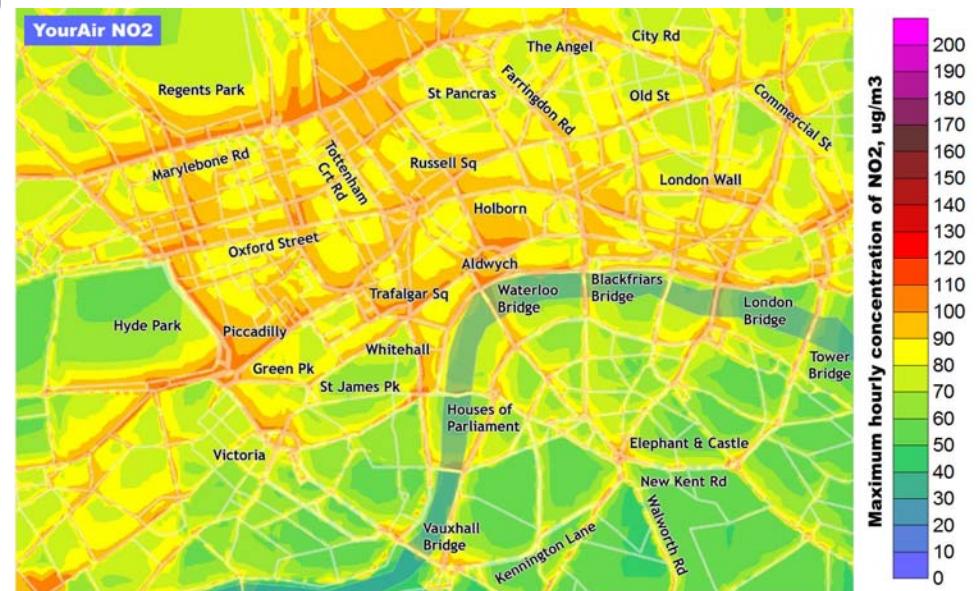 YourAir NO2
City Rd
The Angel
Regents Park
St Pancras
Farringdon Rd
Old St
Commercial St
Marylebone Rd
Tottenham
Crt Rd
Russell Sq
London Wall
Holborn
Oxford Street
Aldwych
Trafalgar Sq
Waterloo
Bridge
Blackfriars
Bridge
London
Bridge
Hyde Park
Piccadilly
Whitehall
Tower
Bridge
Green Pk
St James Pk
Houses of
Parliament
Victoria
Elephant & Castle
New Kent Rd
Walworth Rd
Vauxhall
Bridge
Kennington Lane
Maximum hourly concentration of NO2, ug/m3
200
190
180
170
160
150
140
130
120
110
100
90
80
70
60
50
40
30
20
10
0